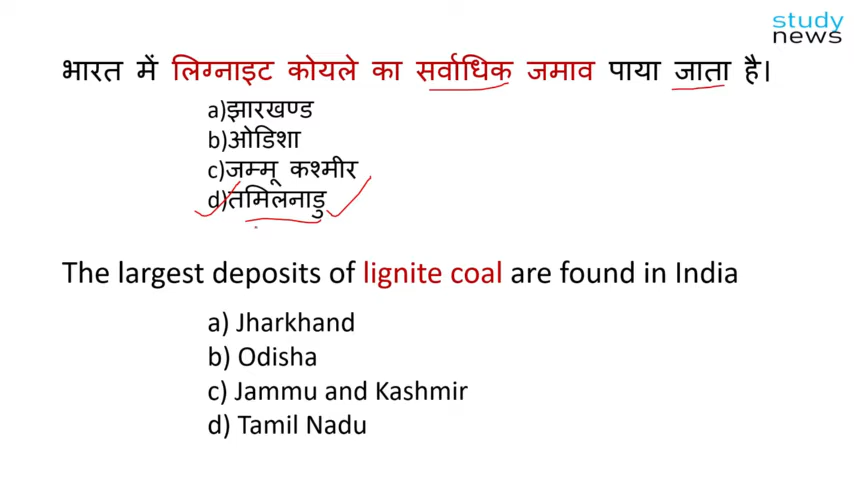 study
news
भारत में लिग्नाइट कोयले का सर्वाधिक जमाव पाया जाता है।
a)झारखण्ड
b)ओडिशा
c)जम्मू कश्मीर
d)तमिलनाडु
The largest deposits of lignite coal are found in India
a) Jharkhand
b) Odisha
c) Jammu and Kashmir
d) Tamil Nadu